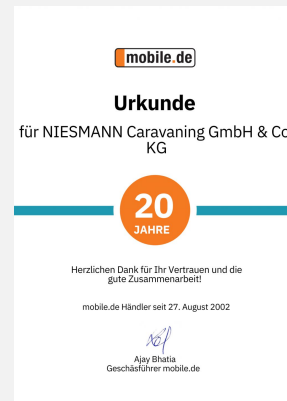 mobile.de
Urkunde
für NIESMANN Caravaning GmbH & Co
KG
20
JAHRE
Herzlichen Dank für Ihr Vertrauen und die
gute Zusammenarbeit!
mobile.de Händler seit 27. August 2002
Ajay Bhatia
Geschäsführer mobile.de